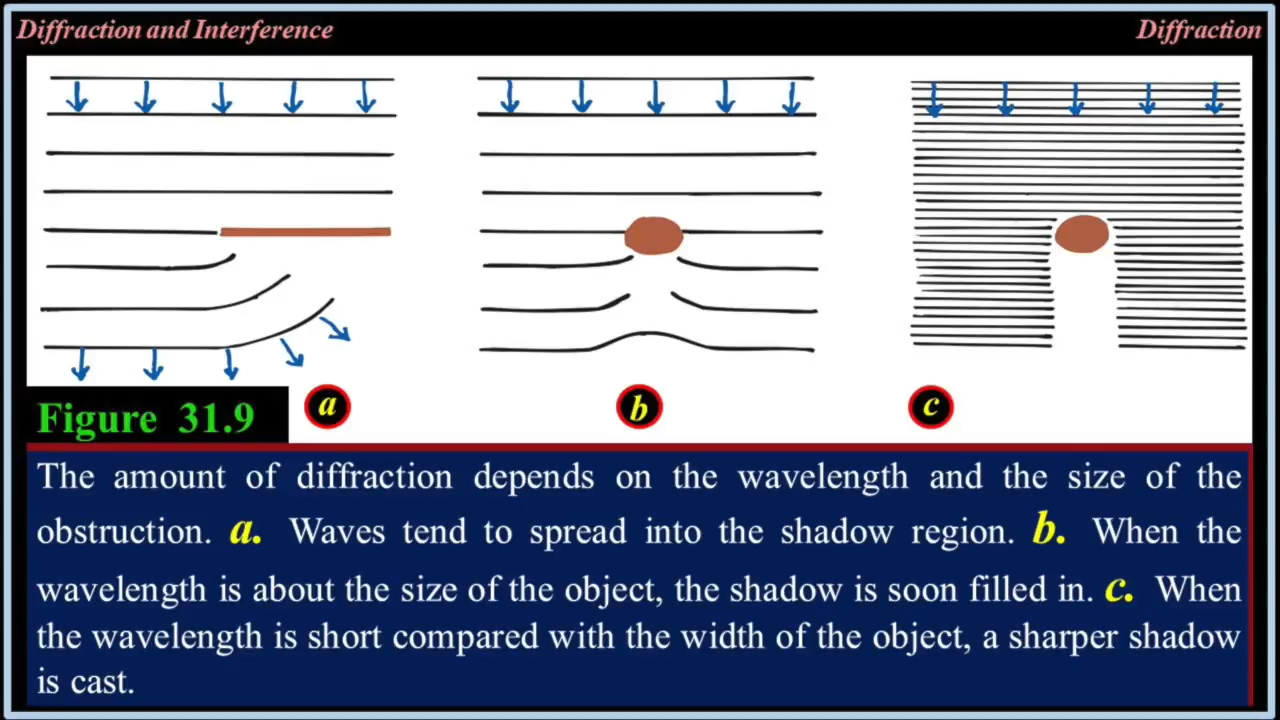 Diffraction and Interference
Diffraction
a
b
c
Figure 31.9
The amount of diffraction depends on the wavelength and the size of the
obstruction. a. Waves tend to spread into the shadow region. b. When the
wavelength is about the size of the object, the shadow is soon filled in. c. When
the wavelength is short compared with the width of the object, a sharper shadow
is cast.